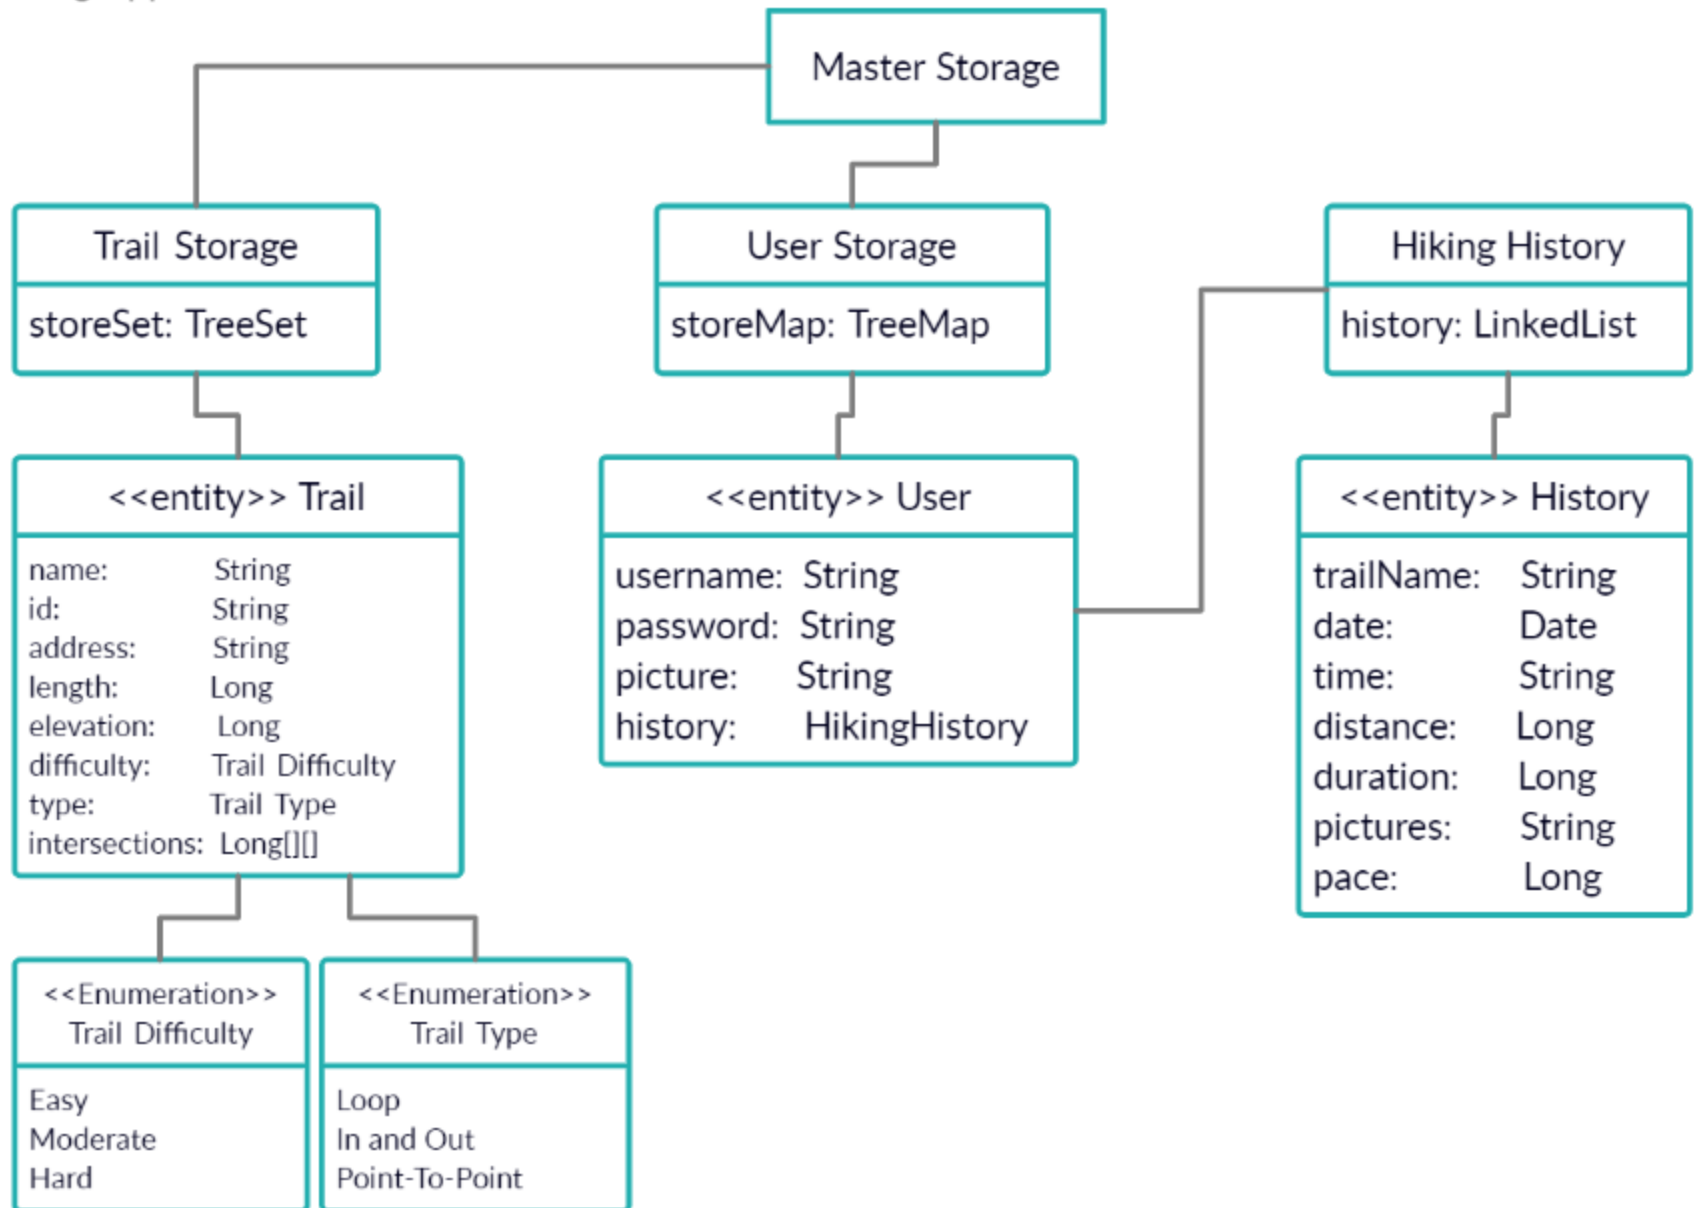 Master Storage
Trail Storage
storeSet: TreeSet
User Storage
storeMap: TreeMap
Hiking History
history: LinkedList
<<entity>> Trail
name: String
id: String
address: String
length: Long
elevation: Long
difficulty: Trail Difficulty
type: Trail Type
intersections: Long[][]
<<entity>> User
username: String
password: String
picture: String
history: HikingHistory
<<entity>> History
trailName: String
date: Date
time: String
distance: Long
duration: Long
pictures: String
pace: Long
<<Enumeration>>
Trail Difficulty
Easy
Moderate
Hard
<<Enumeration>>
Trail Type
Loop
In and Out
Point-To-Point